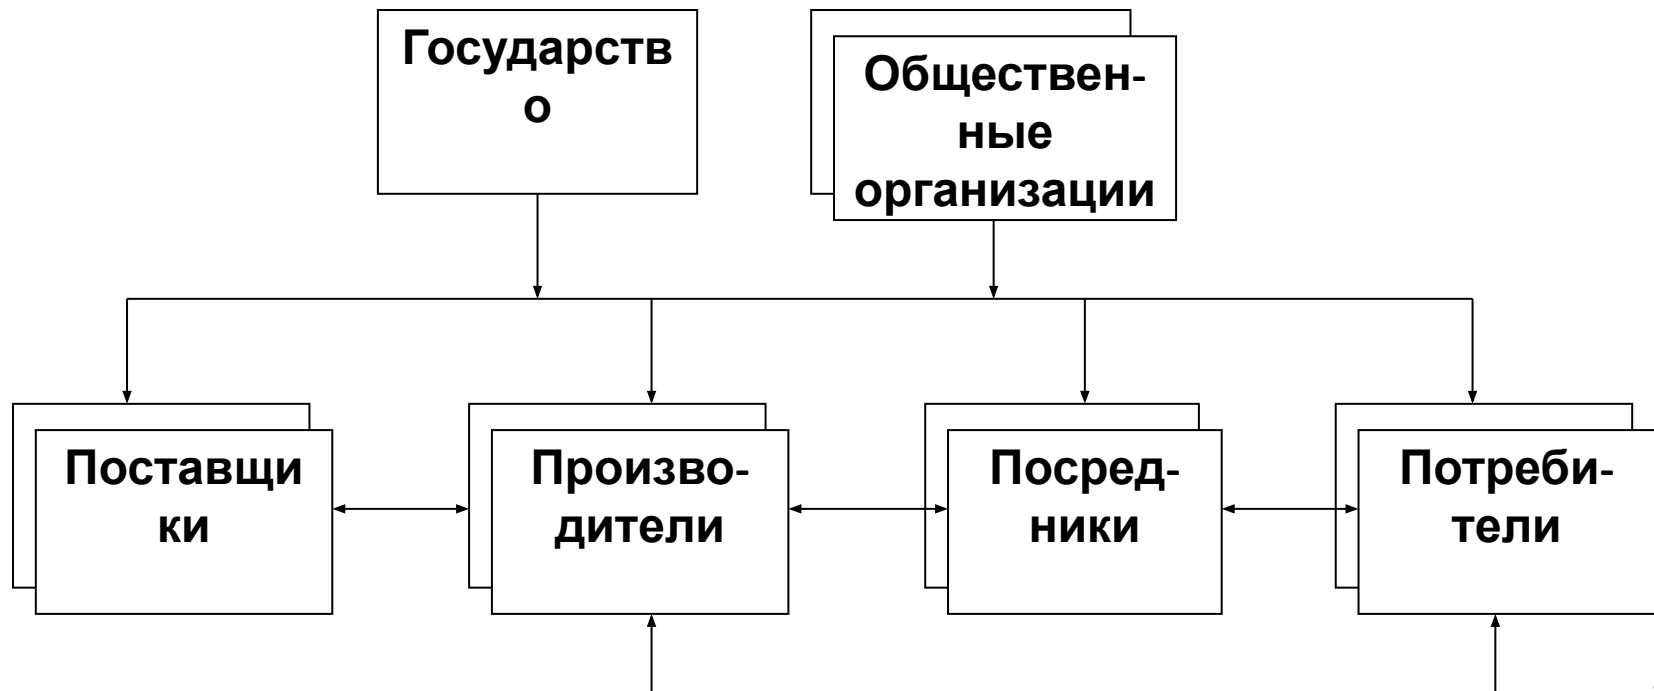 Государств
о
Обществен-
ные
организации
Поставщи
ки
Произво-
дители
Посред-
ники
Потреби-
тели